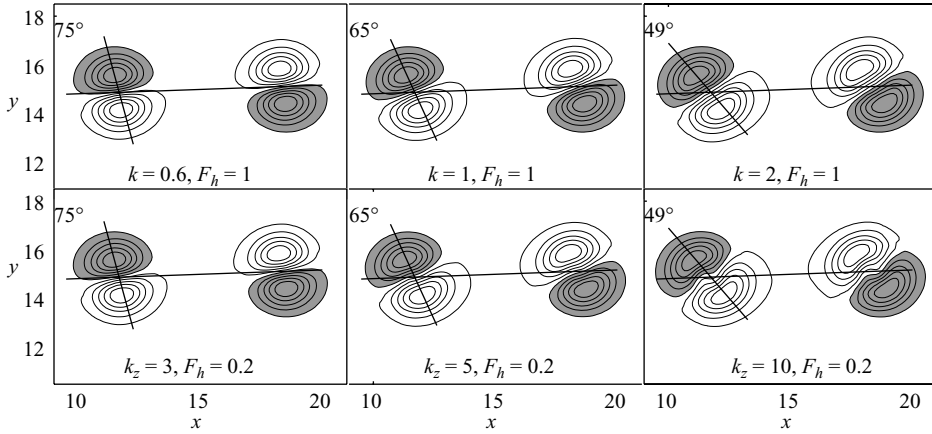 18
75°
65°
49°
16
y
14
12
k = 0.6, F_h = 1
k = 1, F_h = 1
k = 2, F_h = 1
18
75°
65°
49°
16
y
14
12
k_z = 3, F_h = 0.2
k_z = 5, F_h = 0.2
k_z = 10, F_h = 0.2
10 15 20
10 15 20
10 15 20
x
x
x